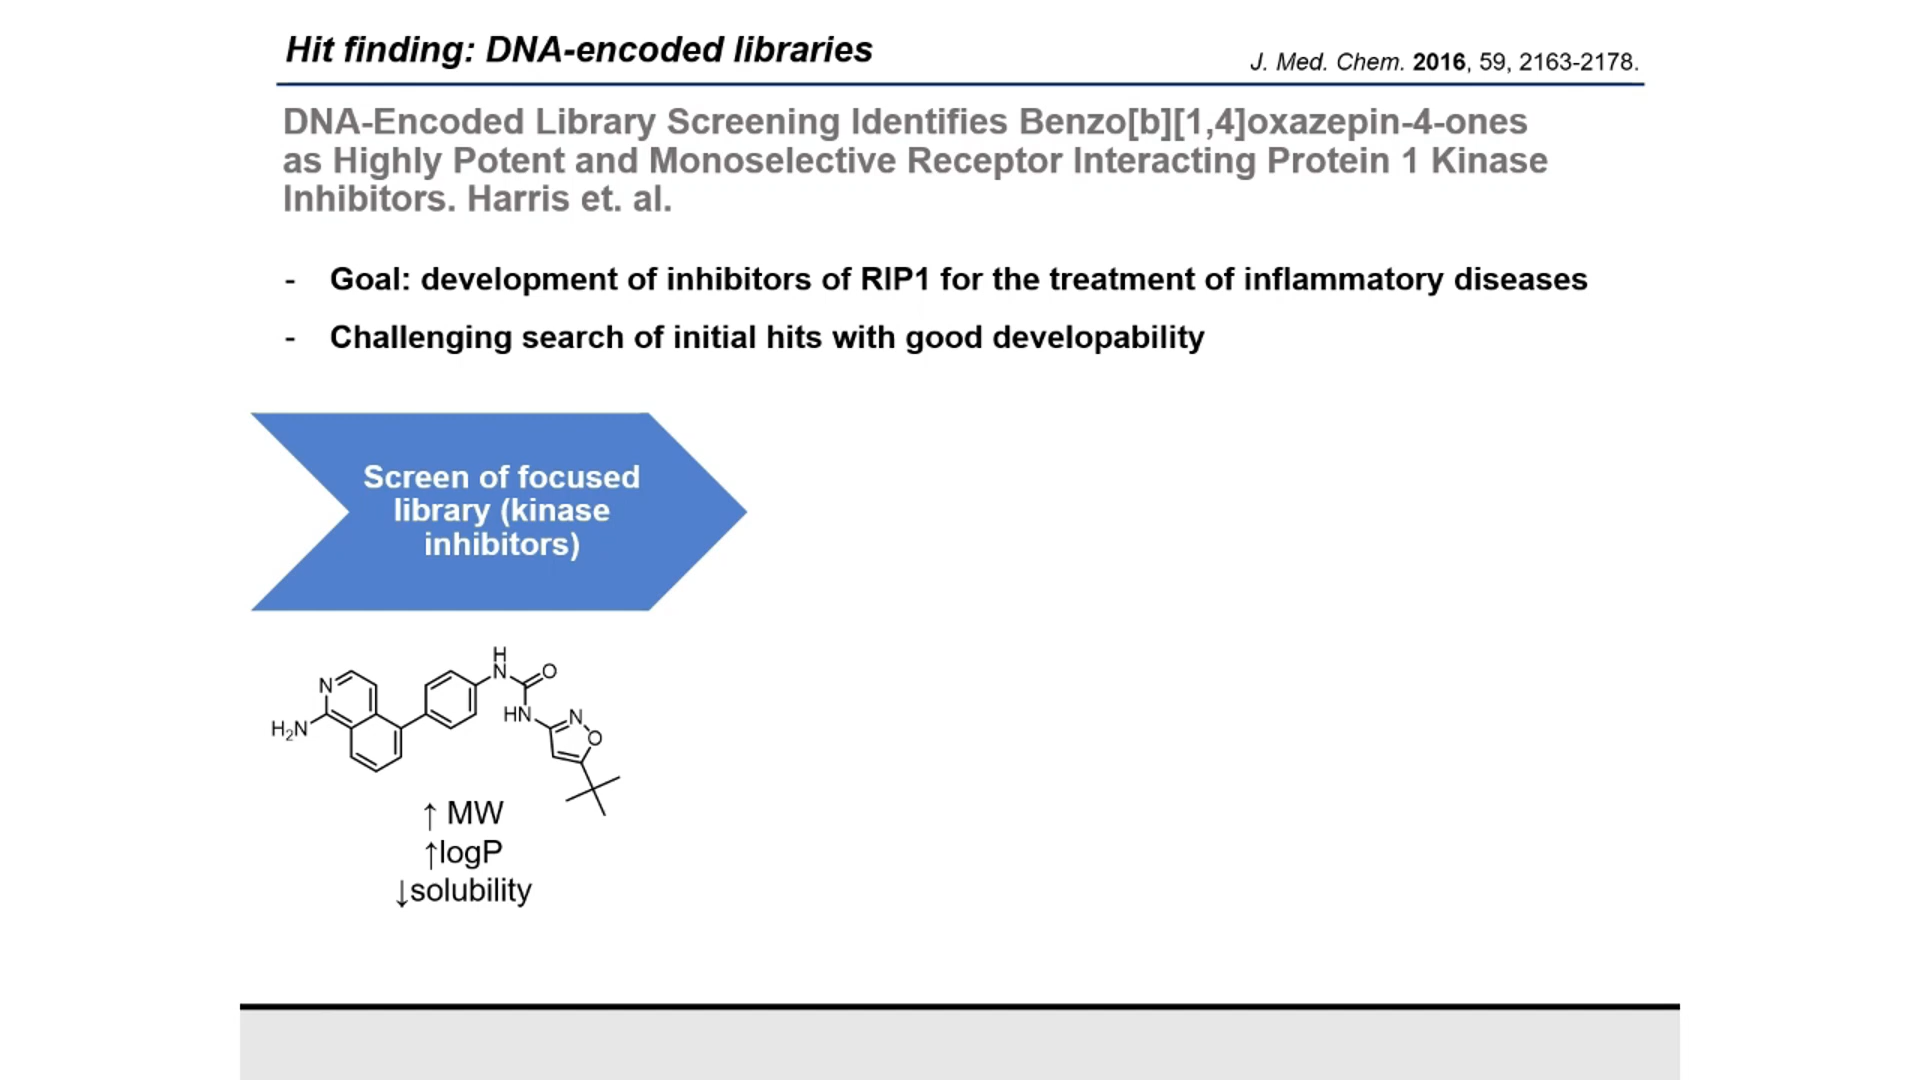 Hit finding: DNA-encoded libraries
J. Med. Chem. 2016, 59, 2163-2178.
DNA-Encoded Library Screening Identifies Benzo[b][1,4]oxazepin-4-ones
as Highly Potent and Monoselective Receptor Interacting Protein 1 Kinase
Inhibitors. Harris et. al.
- Goal: development of inhibitors of RIP1 for the treatment of inflammatory diseases
- Challenging search of initial hits with good developability
Screen of focused
library (kinase
inhibitors)
H
N
O
N
H₂N
HN
N
O
↑ MW
↑logP
↓solubility